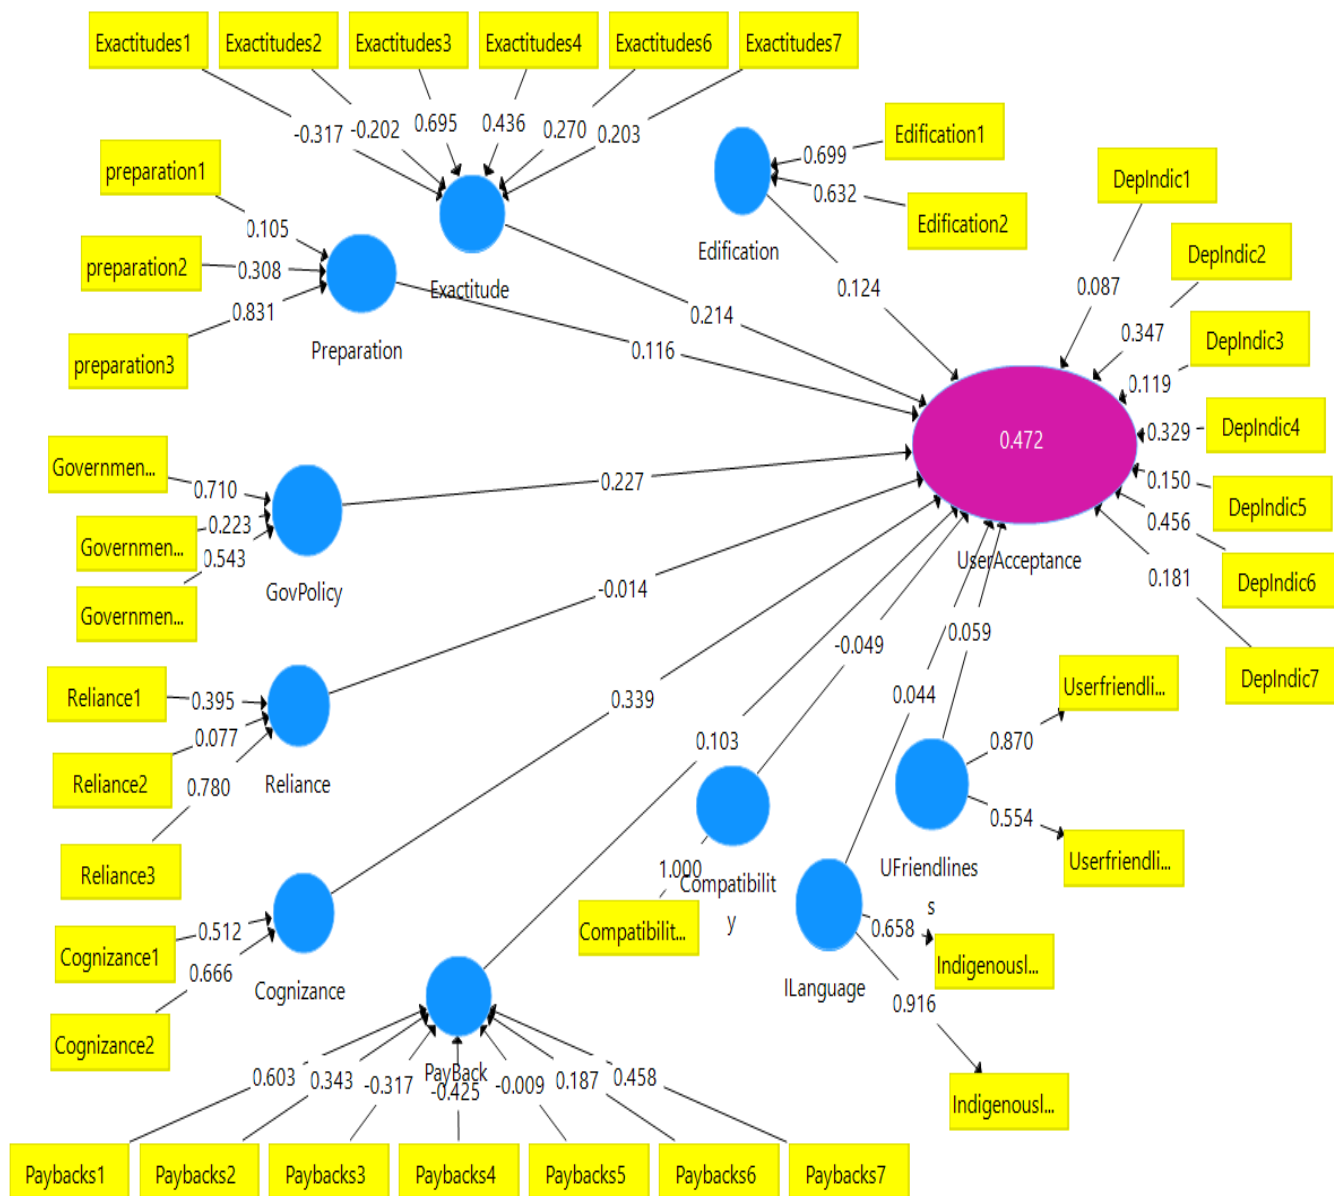 Exactitudes1 Exactitudes2 Exactitudes3 Exactitudes4 Exactitudes6 Exactitudes7
-0.317 -0.202 0.695 0.436 0.270 0.203
Edification1
0.699
0.632
Edification2
Edification
preparation1
0.105
preparation2
0.308
0.831
preparation3
Exactitude
Preparation
0.124
0.214
0.116
DepIndic1
0.087
DepIndic2
0.347
DepIndic3
0.119
DepIndic4
0.329
0.150
DepIndic5
0.456
DepIndic6
0.181
DepIndic7
0.472
UserAcceptance
Governmen...
0.710
0.223
Governmen...
0.543
Governmen...
GovPolicy
0.227
-0.014
Reliance1
0.395
0.077
Reliance2
0.780
Reliance
Reliance3
0.339
0.103
-0.049
0.044
0.059
Userfriendli...
0.870
0.554
Userfriendli...
UFriendlines
s
1.000
Compatibilit
y
Compatibilit...
Cognizance1
0.512
0.666
Cognizance
Cognizance2
ILanguage
0.658
Indigenousl...
0.916
Indigenousl...
PayBack
0.603 0.343 -0.317 -0.425 -0.009 0.187 0.458
Paybacks1 Paybacks2 Paybacks3 Paybacks4 Paybacks5 Paybacks6 Paybacks7